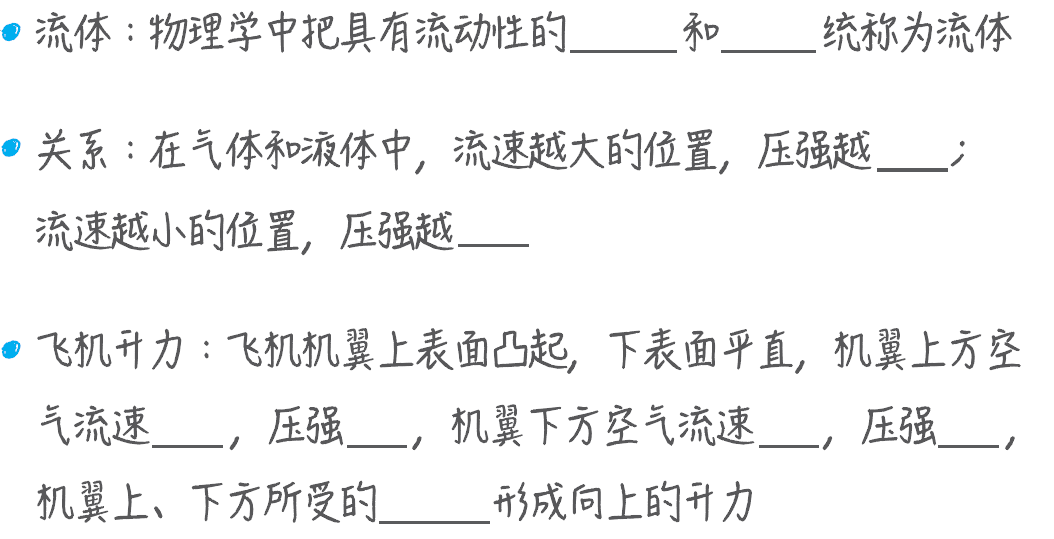 流体：物理学中把具有流动性的______和______统称为流体
关系：在气体和液体中，流速越大的位置，压强越____；
流速越小的位置，压强越____
飞机升力：飞机机翼上表面凸起，下表面平直，机翼上方空
气流速____，压强____，机翼下方空气流速____，压强____，
机翼上、下方所受的______形成向上的升力